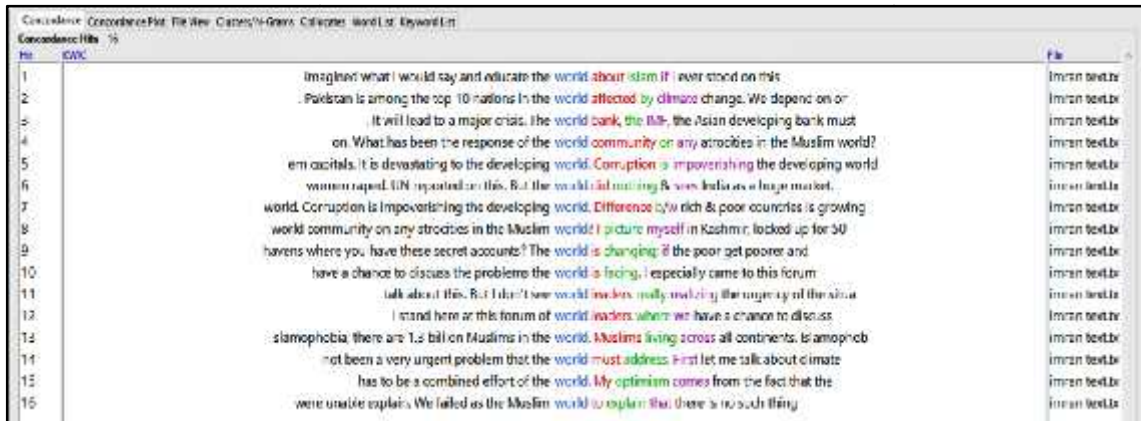 Concordance Concordance Plot File View Clusters/N-Grams Collocates Word List Keyword List
Concordance Hits 16
Hit KWIC File
1 imagined what I would say and educate the world about islam if I ever stood on this imran text.tx
2 . Pakistan is among the top 10 nations in the world affected by climate change. We depend on or imran text.tx
3 . It will lead to a major crisis. The world bank, the IMF, the Asian developing bank must imran text.tx
4 on. What has been the response of the world community on any atrocities in the Muslim world? imran text.tx
5 ern capitals. It is devastating to the developing world. Corruption is impoverishing the developing world imran text.tx
6 women raped. UN reported on this. But the world did nothing & sees India as a huge market. imran text.tx
7 world. Corruption is impoverishing the developing world. Difference b/w rich & poor countries is growing imran text.tx
8 world community on any atrocities in the Muslim world? I picture myself in Kashmir, locked up for 50 imran text.tx
9 havens where you have these secret accounts? The world is changing; if the poor get poorer and imran text.tx
10 have a chance to discuss the problems the world is facing. I especially came to this forum imran text.tx
11 talk about this. But I don't see world leaders really realizing the urgency of the situa imran text.tx
12 I stand here at this forum of world leaders where we have a chance to discuss imran text.tx
13 slamophobia, there are 1.3 billion Muslims in the world. Muslims living across all continents. Islamophob imran text.tx
14 not been a very urgent problem that the world must address. First let me talk about climate imran text.tx
15 has to be a combined effort of the world. My optimism comes from the fact that the imran text.tx
16 were unable explain. We failed as the Muslim world to explain that there is no such thing imran text.tx